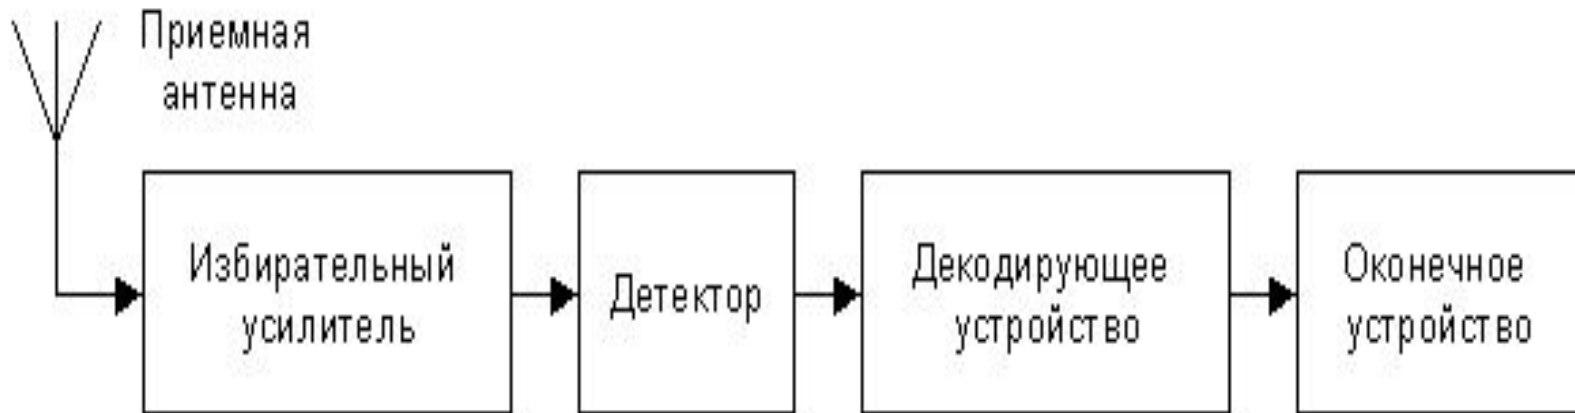 Приемная
антенна
Избирательный
усилитель
Детектор
Декодирующее
устройство
Оконечное
устройство